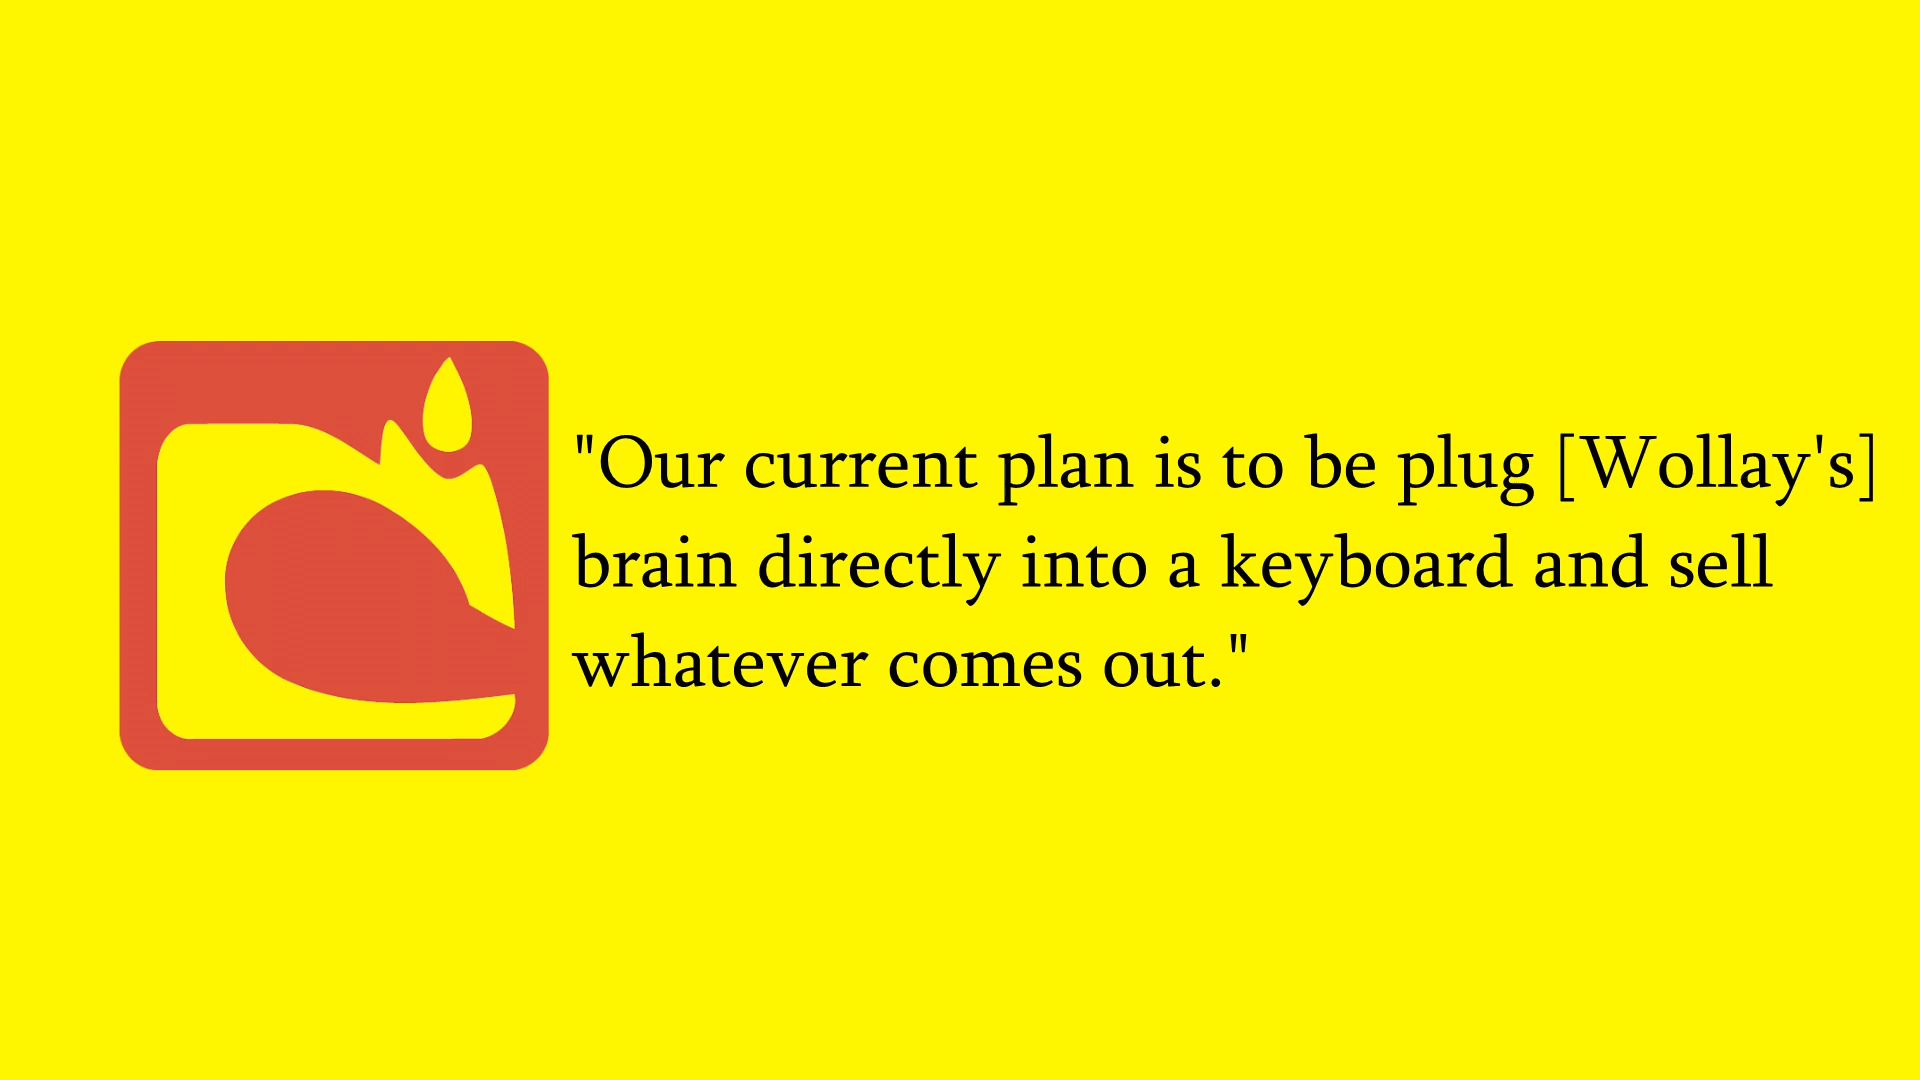 "Our current plan is to be plug [Wollay's]
brain directly into a keyboard and sell
whatever comes out."